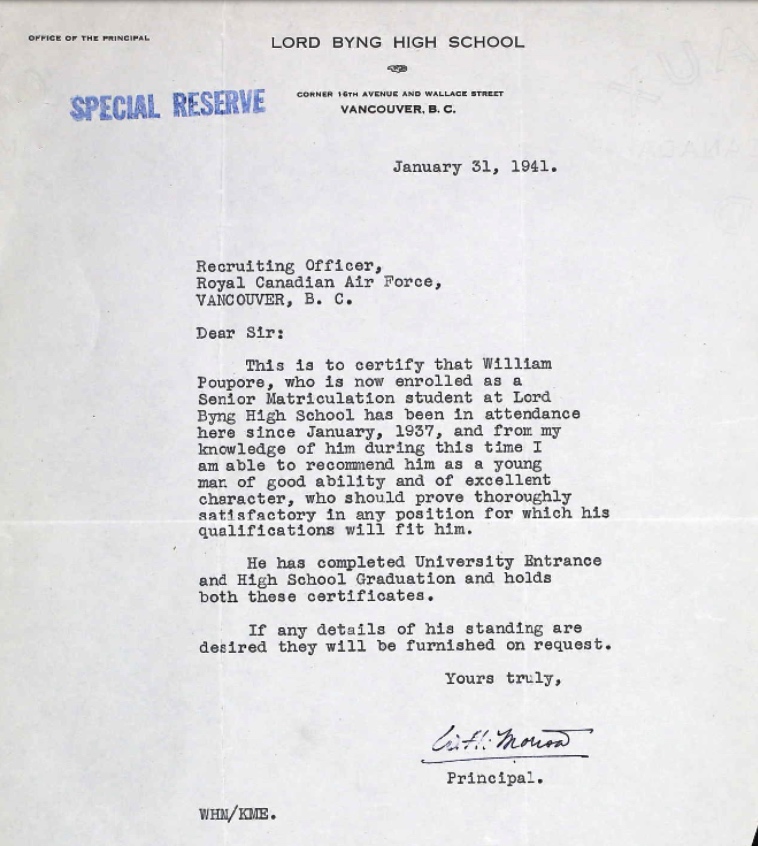 OFFICE OF THE PRINCIPAL
LORD BYNG HIGH SCHOOL
CORNER 16TH AVENUE AND WALLACE STREET
SPECIAL RESERVE
VANCOUVER, B. C.
January 31, 1941.
Recruiting Officer,
Royal Canadian Air Force,
VANCOUVER, B. C.
Dear Sir:
This is to certify that William
Poupore, who is now enrolled as a
Senior Matriculation student at Lord
Byng High School has been in attendance
here since January, 1937, and from my
knowledge of him during this time I
am able to recommend him as a young
man of good ability and of excellent
character, who should prove thoroughly
satisfactory in any position for which his
qualifications will fit him.
He has completed University Entrance
and High School Graduation and holds
both these certificates.
If any details of his standing are
desired they will be furnished on request.
Yours truly,
Principal.
WHM/KME.